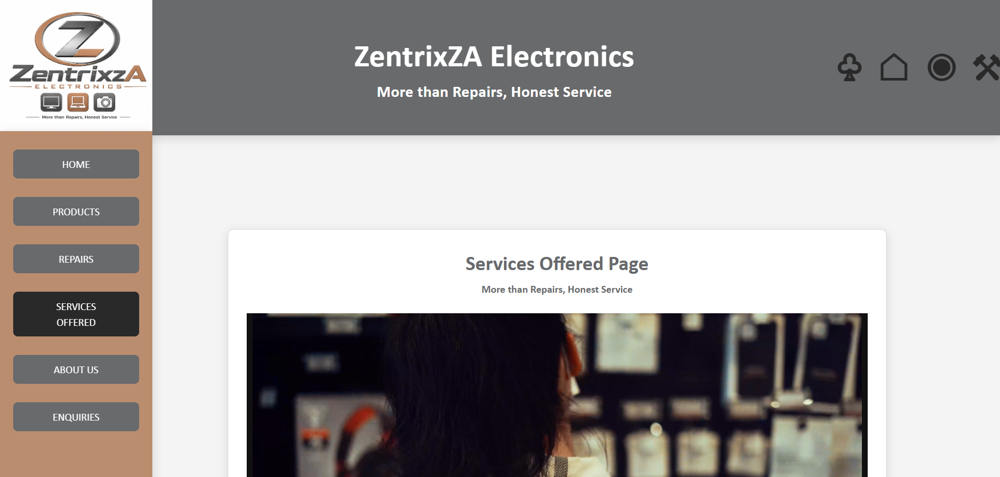 ZentrixzA
ELECTRONICS
More than Repairs, Honest Service
ZentrixZA Electronics
More than Repairs, Honest Service
HOME
PRODUCTS
REPAIRS
SERVICES
OFFERED
ABOUT US
ENQUIRIES
Services Offered Page
More than Repairs, Honest Service